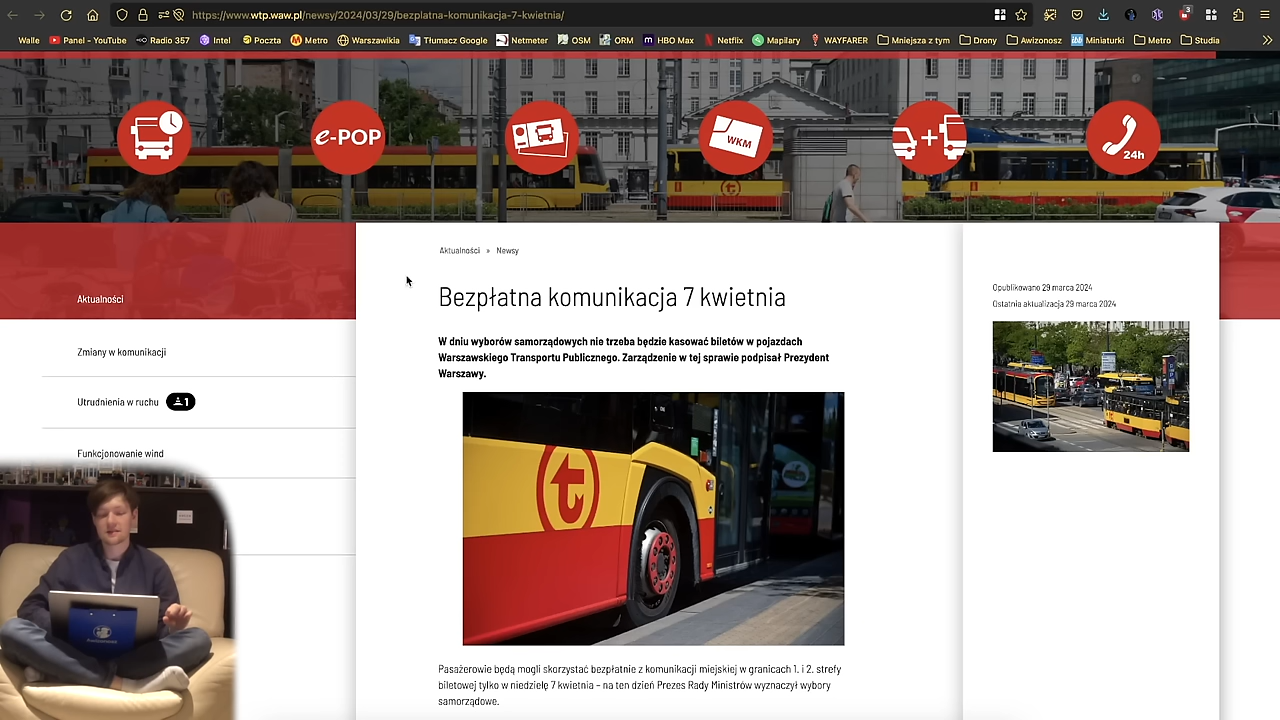 https://www.wtp.waw.pl/newsy/2024/03/29/bezplatna-komunikacja-7-kwietnia/
3
Walle Panel - YouTube Radio 357 Intel Poczta Metro Warszawikia Tłumacz Google Netmeter OSM ORM HBO Max Netflix Mapilary WAYFARER Mniejsza z tym Drony Awizonosz Miniaturki Metro Studia
e-POP
WKM
24h
Aktualności » Newsy
Aktualności
Bezpłatna komunikacja 7 kwietnia
Opublikowano 29 marca 2024
Ostatnia aktualizacja 29 marca 2024
W dniu wyborów samorządowych nie trzeba będzie kasować biletów w pojazdach
Warszawskiego Transportu Publicznego. Zarządzenie w tej sprawie podpisał Prezydent
Warszawy.
Zmiany w komunikacji
Utrudnienia w ruchu 1
Funkcjonowanie wind
Pasażerowie będą mogli skorzystać bezpłatnie z komunikacji miejskiej w granicach 1. i 2. strefy
biletowej tylko w niedzielę 7 kwietnia – na ten dzień Prezes Rady Ministrów wyznaczył wybory
samorządowe.